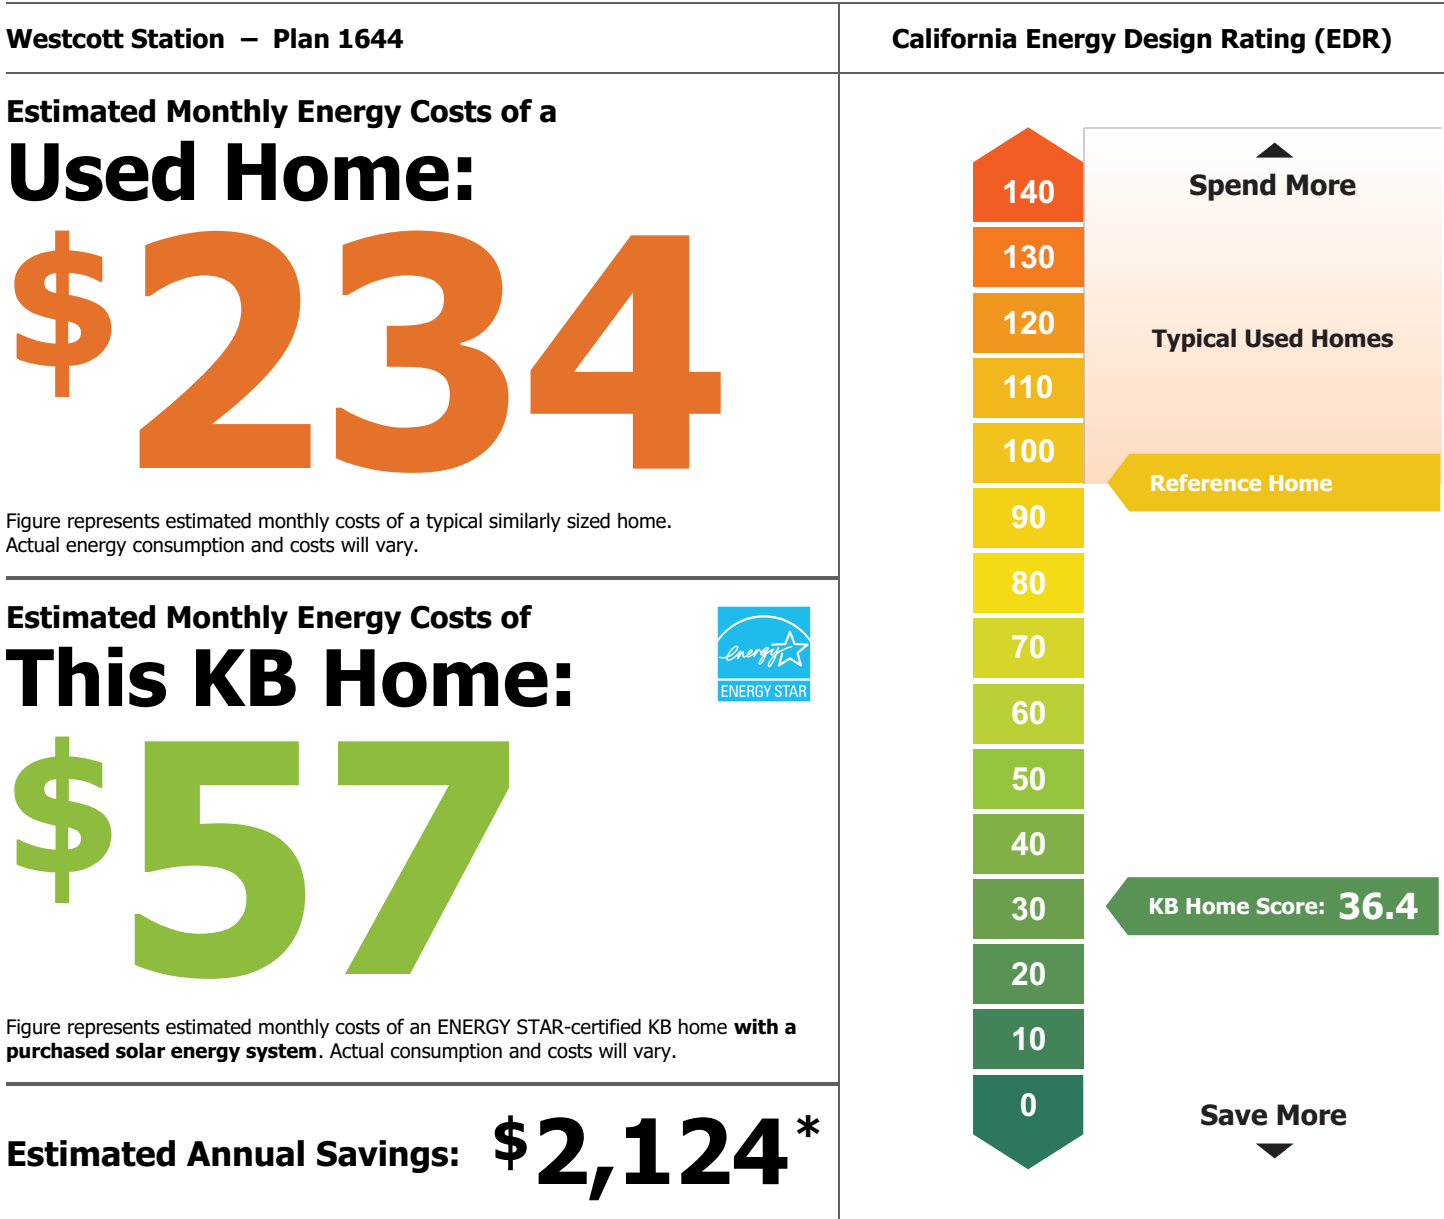 Westcott Station – Plan 1644
Estimated Monthly Energy Costs of a
Used Home:
$234
Figure represents estimated monthly costs of a typical similarly sized home.
Actual energy consumption and costs will vary.
Estimated Monthly Energy Costs of
This KB Home:
energy
ENERGY STAR
$57
Figure represents estimated monthly costs of an ENERGY STAR-certified KB home with a
purchased solar energy system. Actual consumption and costs will vary.
Estimated Annual Savings: $2,124*
California Energy Design Rating (EDR)
Spend More
140
130
120
Typical Used Homes
110
100
Reference Home
90
80
70
60
50
40
30
KB Home Score: 36.4
20
10
0
Save More